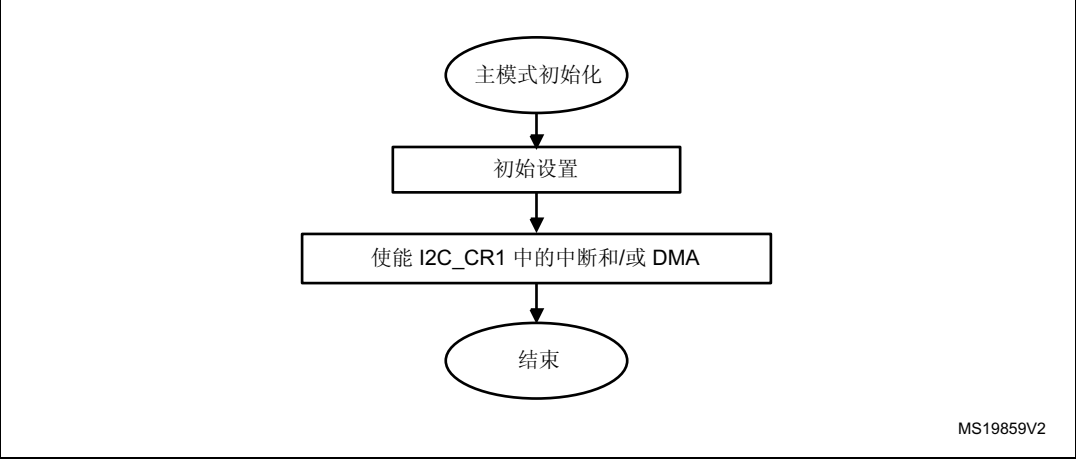 主模式初始化
初始设置
使能 I2C_CR1 中的中断和/或 DMA
结束
MS19859V2